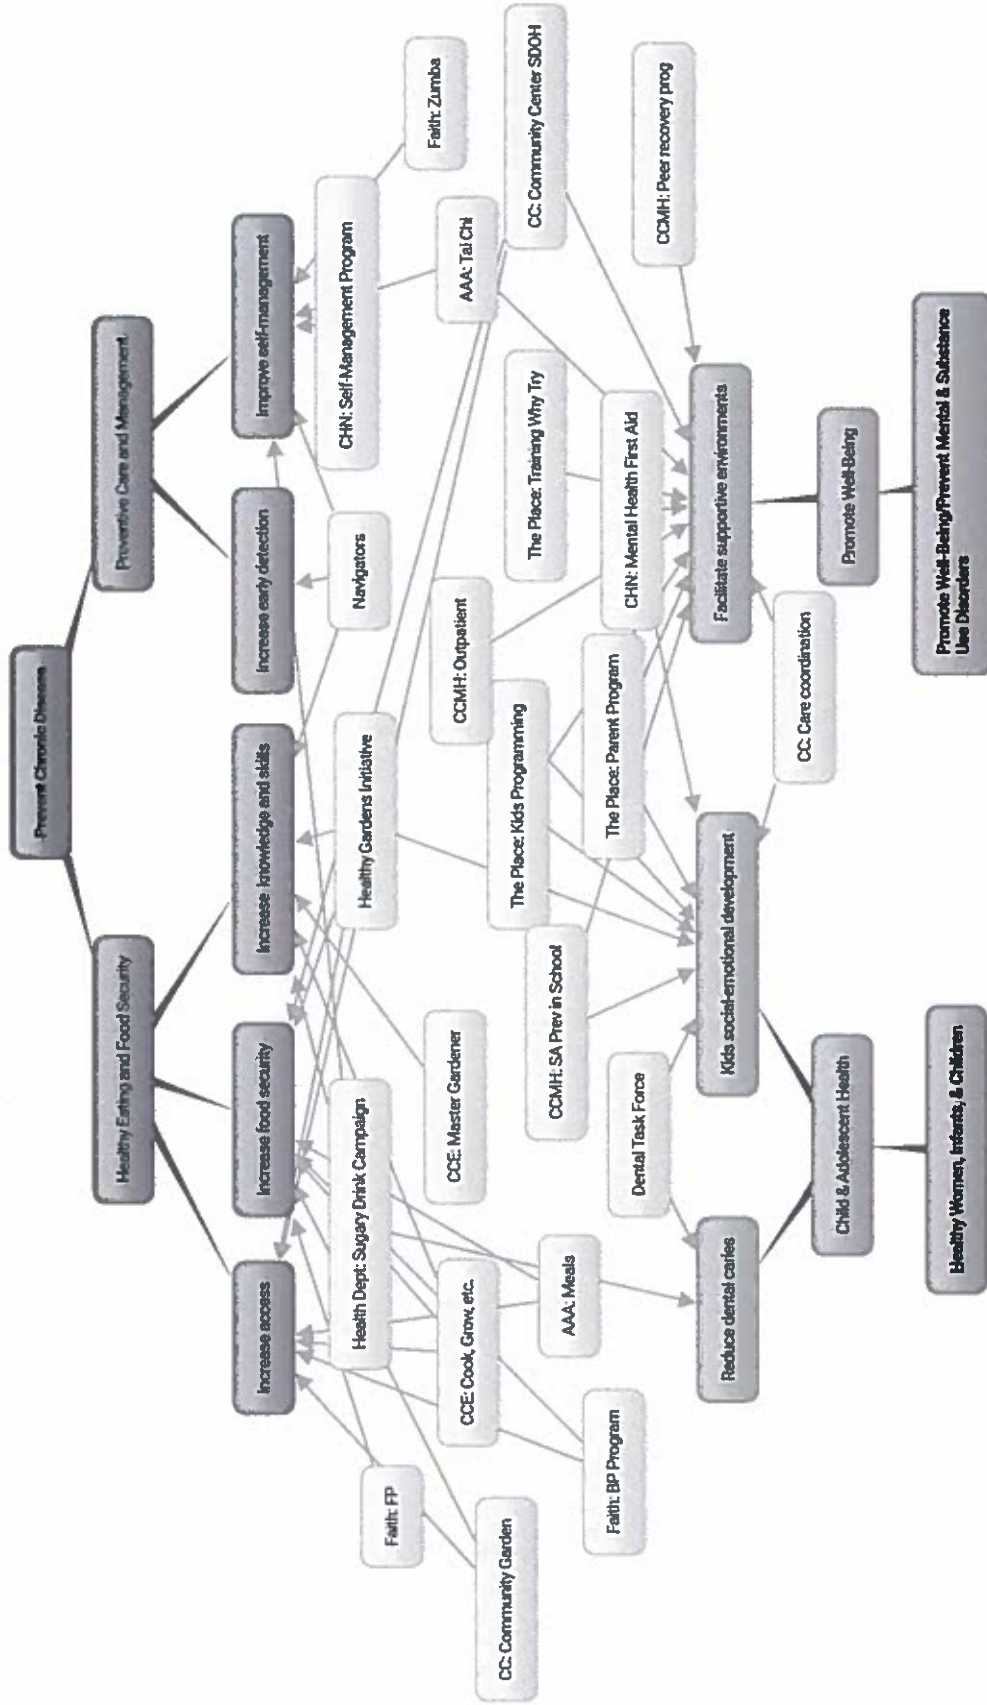 Prevent Chronic Disease
Healthy Eating and Food Security
Preventive Care and Management
Increase access
Increase food security
Increase knowledge and skills
Increase early detection
Improve self-management
Faith: FP
Health Dept: Sugary Drink Campaign
Healthy Gardens Initiative
Navigators
CHN: Self-Management Program
Faith: Zumba
CC: Community Garden
CCE: Cook, Grow, etc.
CCE: Master Gardener
CCMH: Outpatient
AAA: Tai Chi
Faith: BP Program
AAA: Meals
CCMH: SA Prev in School
The Place: Kids Programming
The Place: Training Why Try
CC: Community Center SDOH
Dental Task Force
The Place: Parent Program
CHN: Mental Health First Aid
CCMH: Peer recovery prog
Reduce dental caries
Kids social-emotional development
Facilitate supportive environments
CC: Care coordination
Child & Adolescent Health
Promote Well-Being
Healthy Women, Infants, & Children
Promote Well-Being/Prevent Mental & Substance
Use Disorders